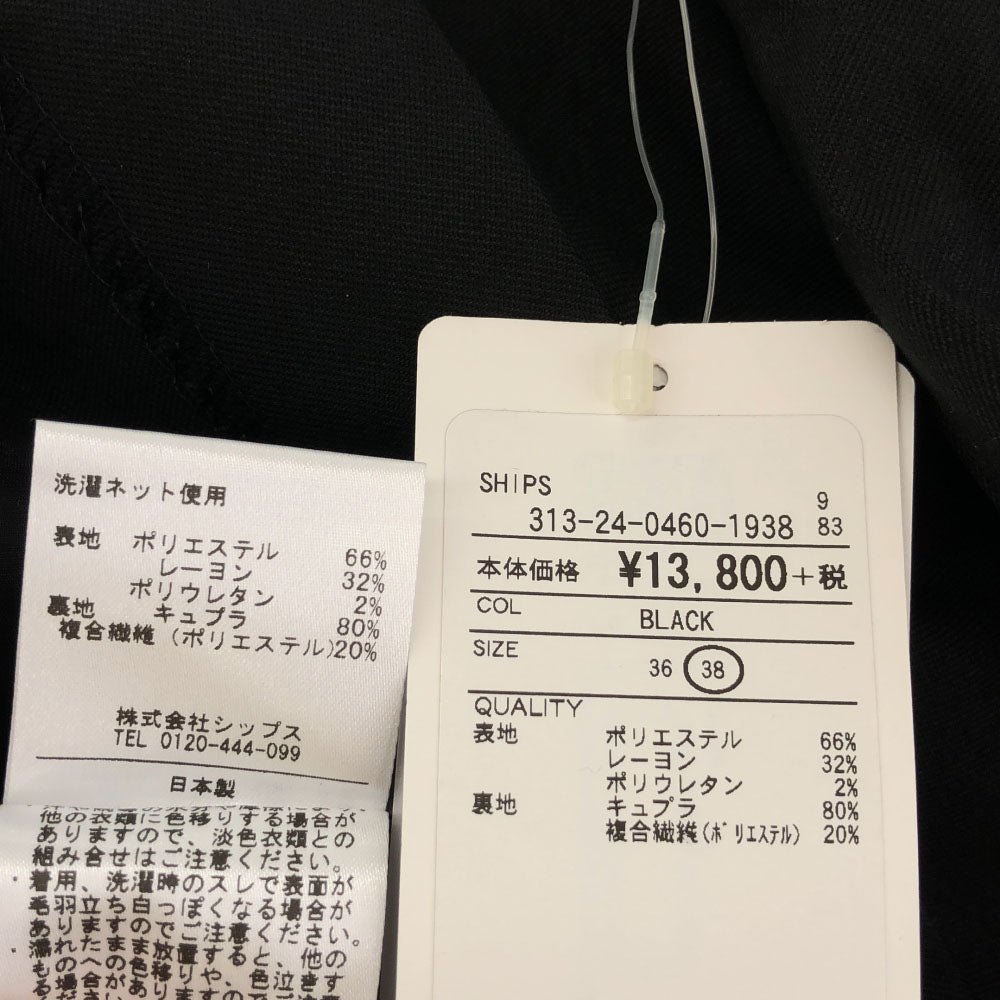 洗濯ネット使用
表地 ポリエステル 66%
レーヨン 32%
ポリウレタン 2%
裏地 キュプラ 80%
複合繊維(ポリエステル)20%
株式会社シップス
TEL 0120-444-099
日本製
他の衣類に色移りする場合が
ありますので、淡色衣類との
組み合せはご注意ください。
・着用、洗濯時のスレで表面が
毛羽立ち白っぽくなる場合が
ありますのでご注意ください。
・濡れたまま放置すると、他の
もの
SHIPS
9
313-24-0460-1938 83
本体価格 ¥13,800+税
COL BLACK
SIZE
36 38
QUALITY
表地 ポリエステル 66%
レーヨン 32%
ポリウレタン 2%
裏地 キュプラ 80%
複合繊維(ポリエステル) 20%